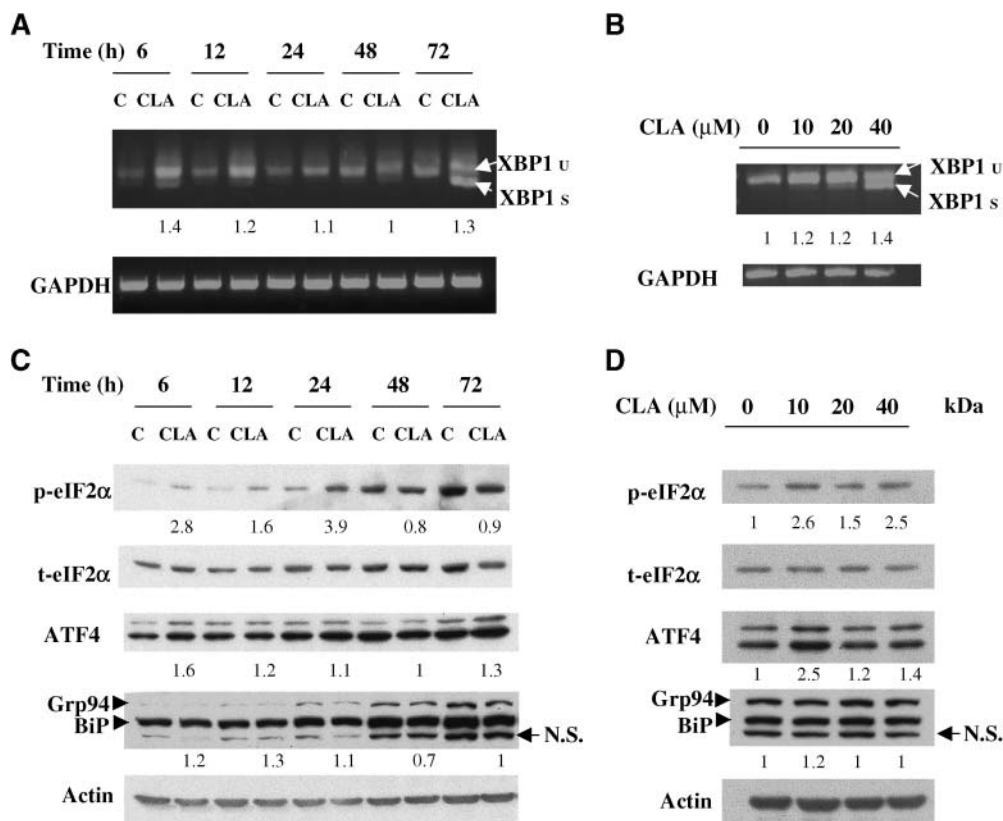 A
Time (h) 6 12 24 48 72
C CLA C CLA C CLA C CLA C CLA
XBP1 U
XBP1 S
1.4 1.2 1.1 1 1.3
GAPDH
B
CLA (μM) 0 10 20 40
XBP1 U
XBP1 S
1 1.2 1.2 1.4
GAPDH
C
Time (h) 6 12 24 48 72
C CLA C CLA C CLA C CLA C CLA
p-eIF2α
2.8 1.6 3.9 0.8 0.9
t-eIF2α
ATF4
1.6 1.2 1.1 1 1.3
Grp94
BiP
N.S.
1.2 1.3 1.1 0.7 1
Actin
D
CLA (μM) 0 10 20 40 kDa
p-eIF2α
1 2.6 1.5 2.5
t-eIF2α
ATF4
1 2.5 1.2 1.4
Grp94
BiP
N.S.
1 1.2 1 1
Actin